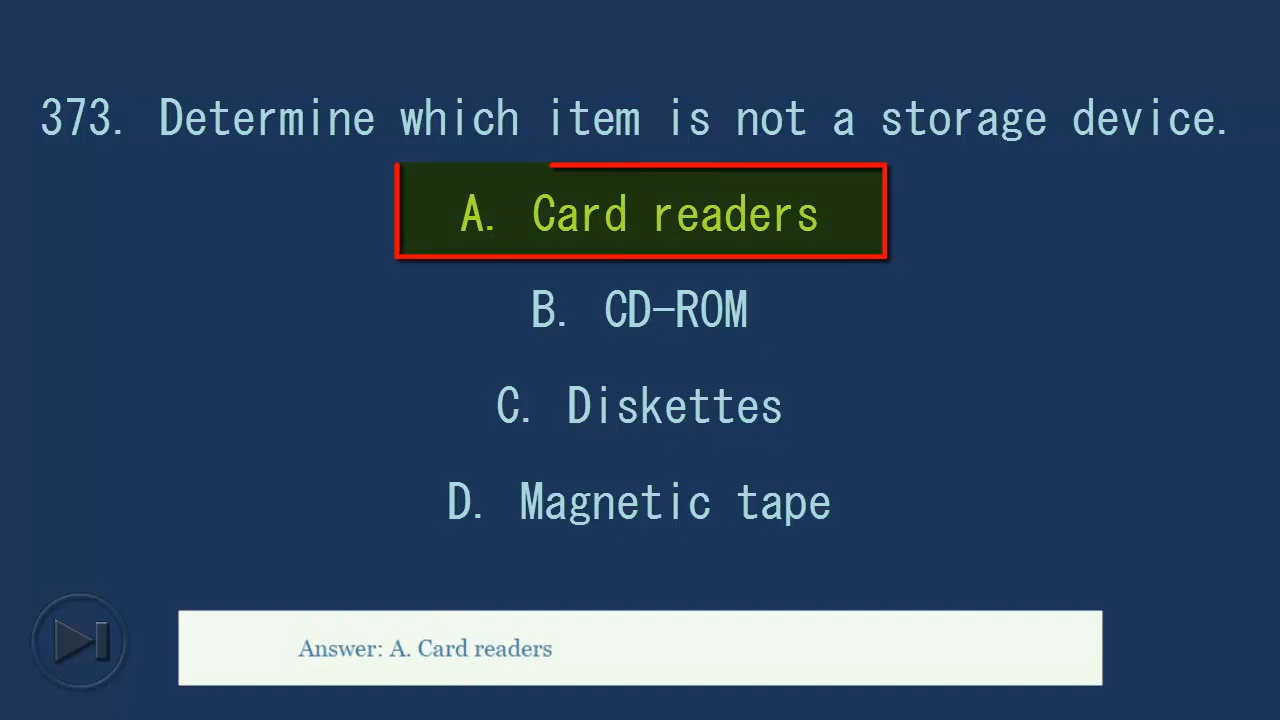 373. Determine which item is not a storage device.
A. Card readers
B. CD-ROM
C. Diskettes
D. Magnetic tape
Answer: A. Card readers